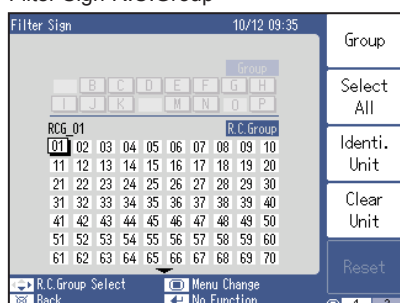 Filter Sign R.C.Group
Filter Sign 10/12 09:35
Group
B C D E F G H
I J K M N O P
RCG_01 R.C.Group
01 02 03 04 05 06 07 08 09 10
11 12 13 14 15 16 17 18 19 20
21 22 23 24 25 26 27 28 29 30
31 32 33 34 35 36 37 38 39 40
41 42 43 44 45 46 47 48 49 50
51 52 53 54 55 56 57 58 59 60
61 62 63 64 65 66 67 68 69 70
R.C.Group Select Menu Change
Back No Function
Group
Select
All
Identi.
Unit
Clear
Unit
Reset
1 2